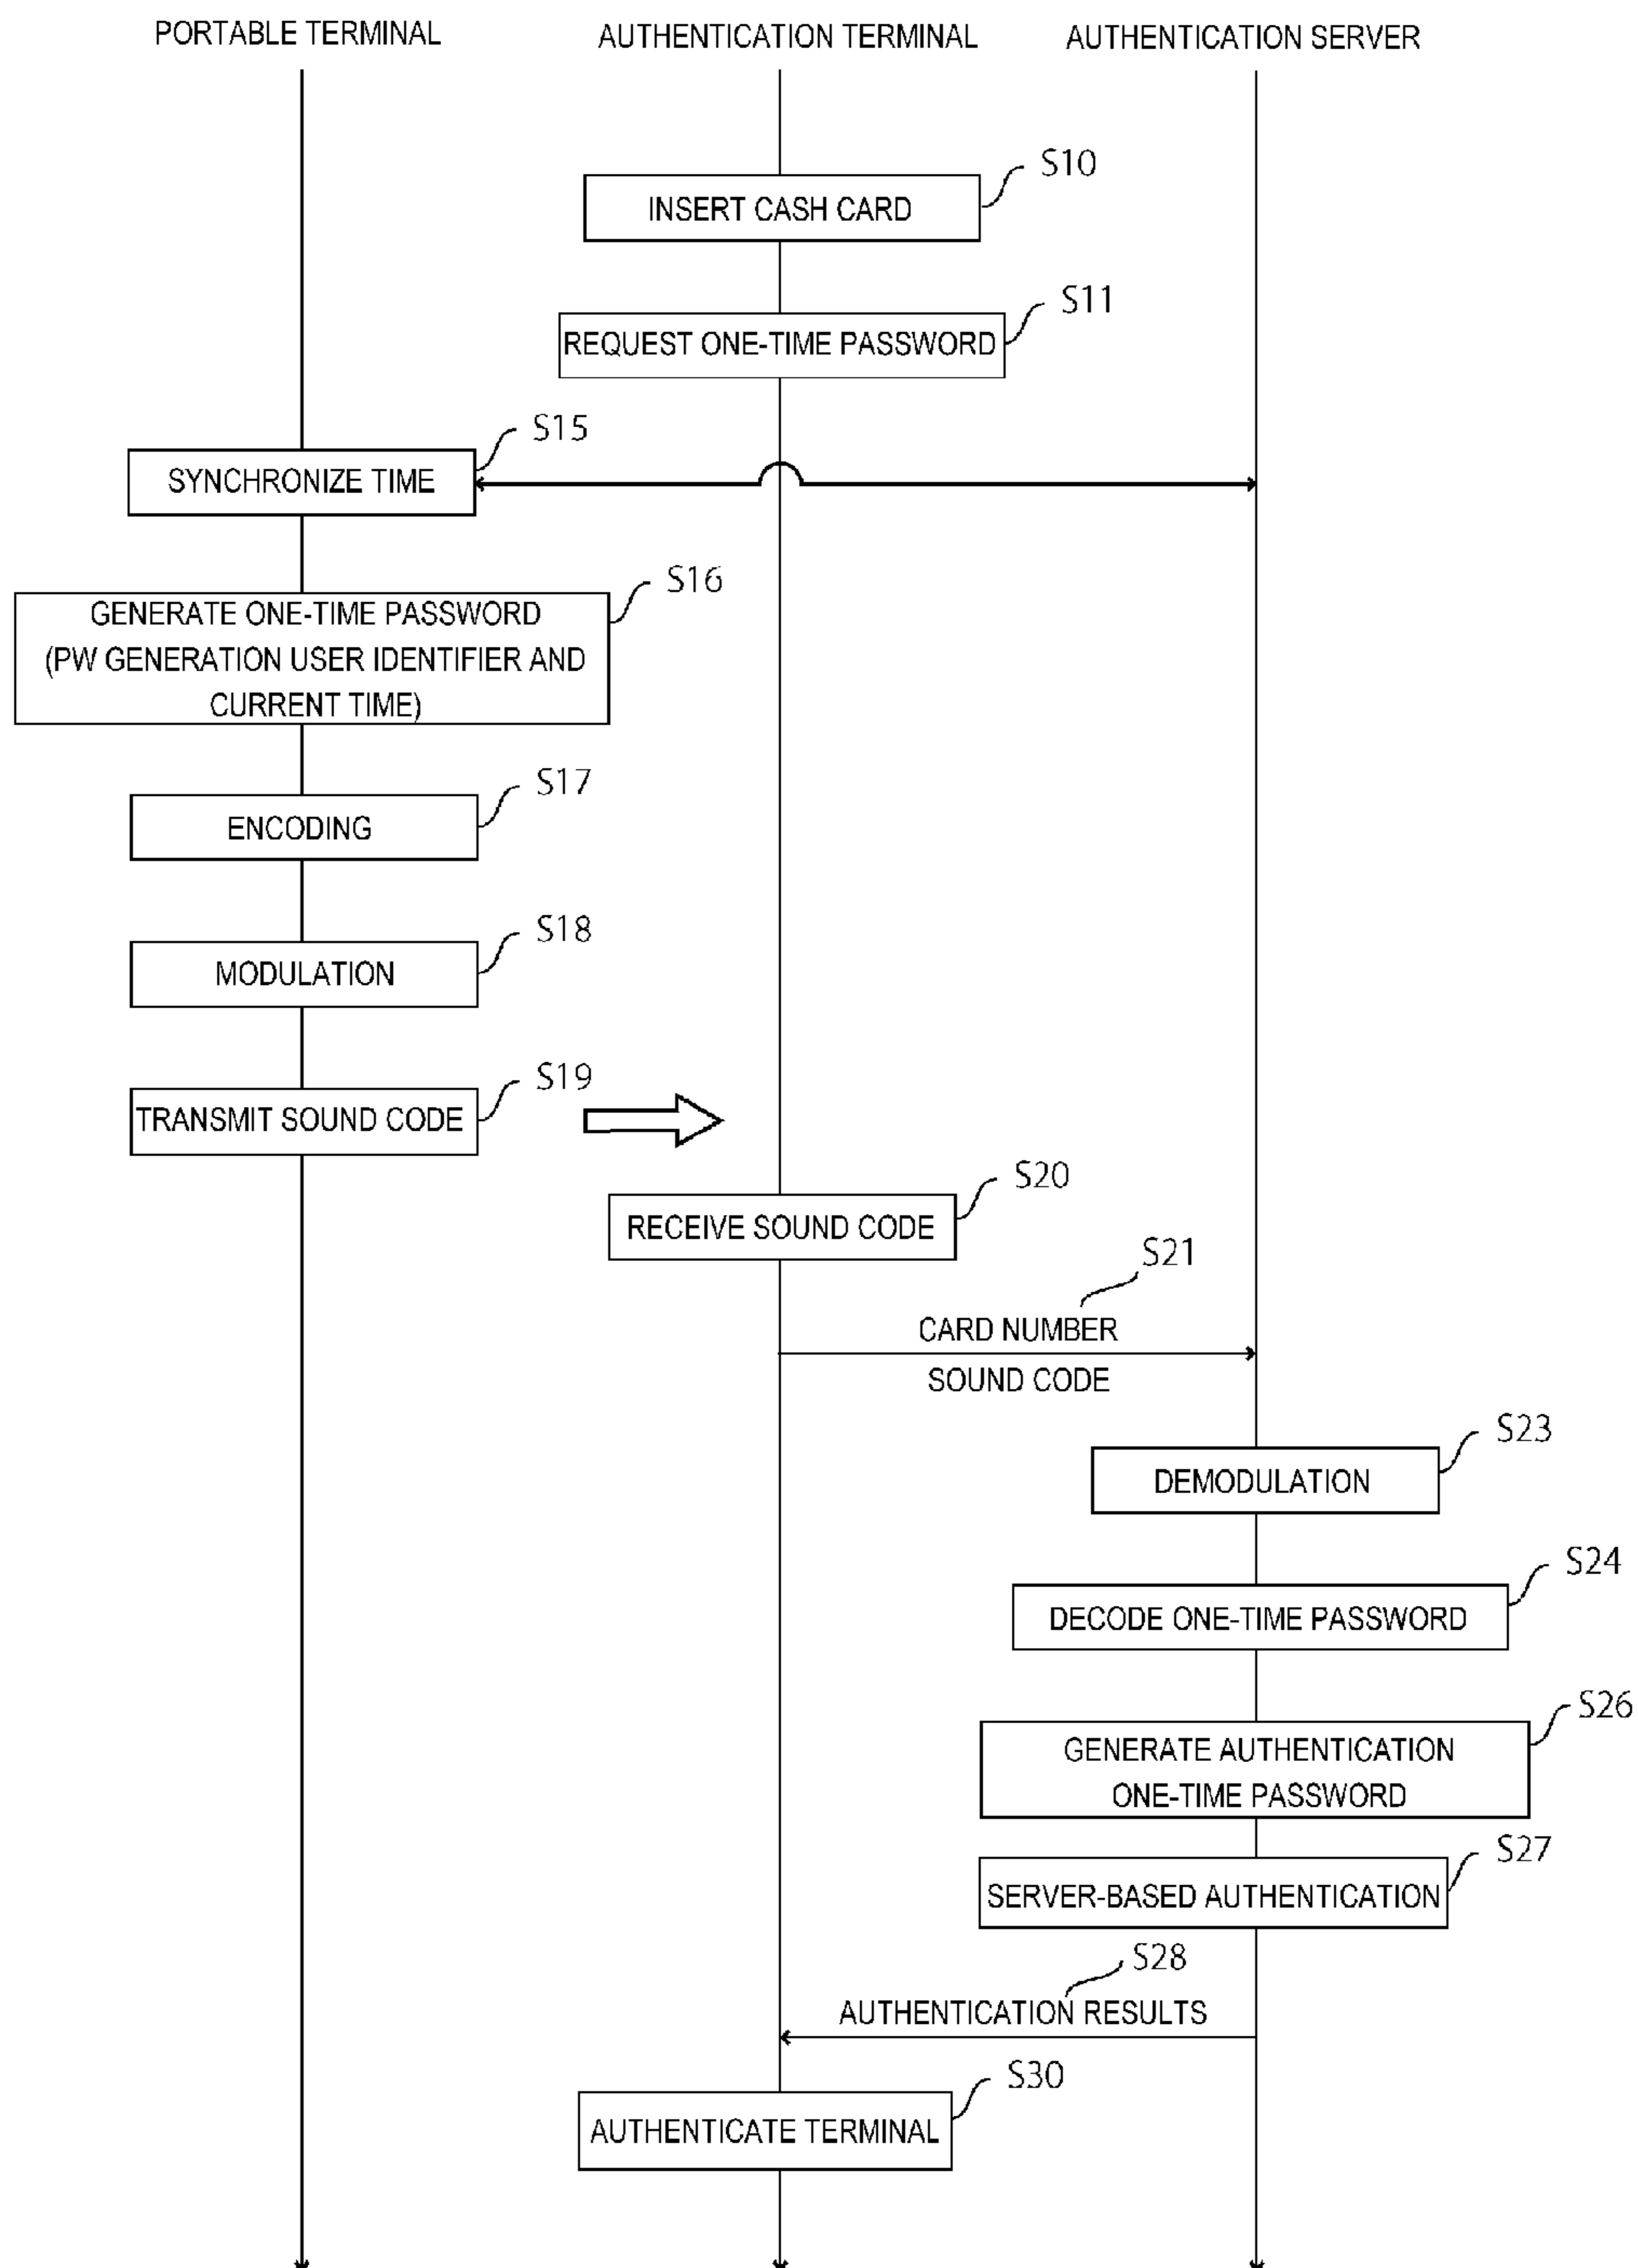 PORTABLE TERMINAL
AUTHENTICATION TERMINAL
AUTHENTICATION SERVER
S10
INSERT CASH CARD
S11
REQUEST ONE-TIME PASSWORD
S15
SYNCHRONIZE TIME
S16
GENERATE ONE-TIME PASSWORD
(PW GENERATION USER IDENTIFIER AND
CURRENT TIME)
S17
ENCODING
S18
MODULATION
S19
TRANSMIT SOUND CODE
S20
RECEIVE SOUND CODE
S21
CARD NUMBER
SOUND CODE
S23
DEMODULATION
S24
DECODE ONE-TIME PASSWORD
S26
GENERATE AUTHENTICATION
ONE-TIME PASSWORD
S27
SERVER-BASED AUTHENTICATION
S28
AUTHENTICATION RESULTS
S30
AUTHENTICATE TERMINAL